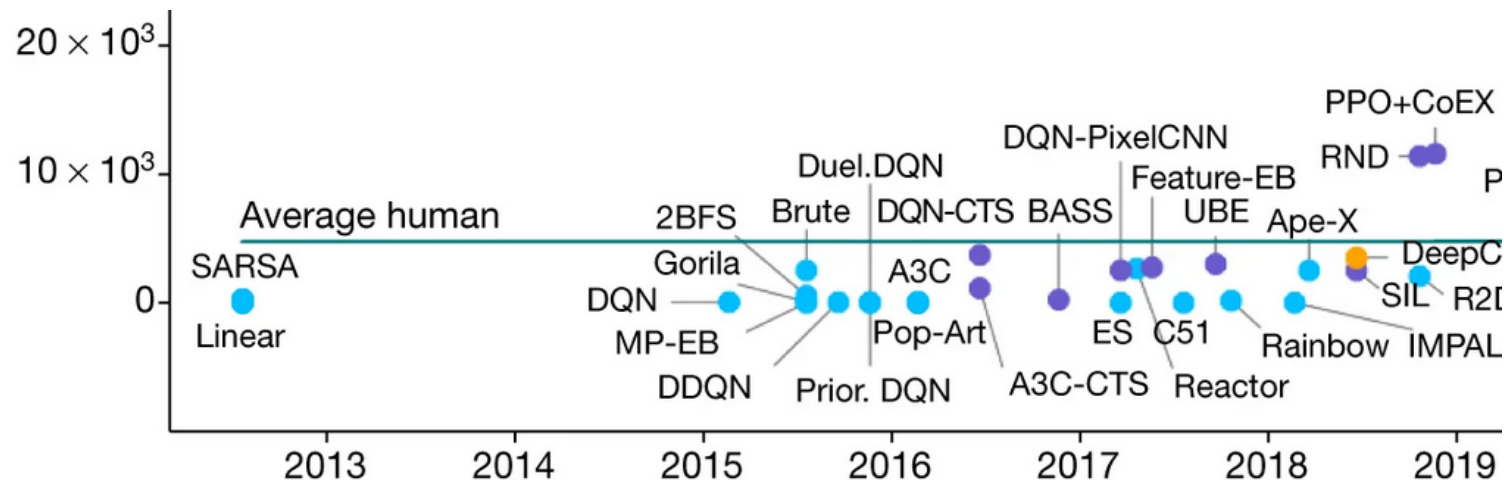 20 × 10³
PPO+CoEX
DQN-PixelCNN
RND
Duel.DQN
10 × 10³
Feature-EB
P
Average human
2BFS
Brute
DQN-CTS
BASS
UBE
Ape-X
SARSA
Gorila
A3C
DeepC
DQN
0
SIL
R2D
Linear
MP-EB
Pop-Art
ES
C51
Rainbow
IMPAL
DDQN
Prior. DQN
A3C-CTS
Reactor
2013
2014
2015
2016
2017
2018
2019